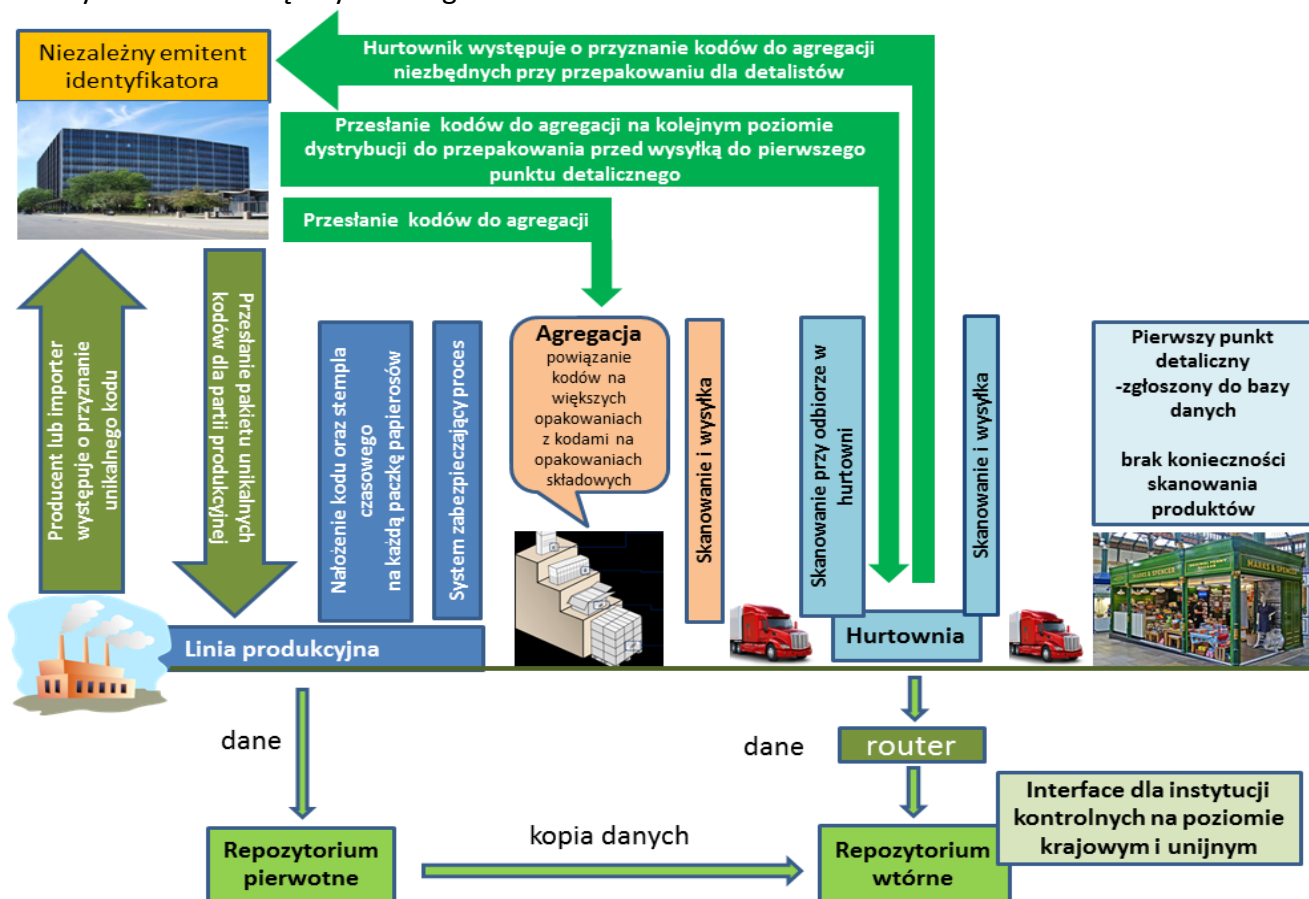 Niezależny emitent
identyfikatora
Hurtownik występuje o przyznanie kodów do agregacji
niezbędnych przy przepakowaniu dla detalistów
Przesłanie kodów do agregacji na kolejnym poziomie
dystrybucji do przepakowania przed wysyłką do pierwszego
punktu detalicznego
Przesłanie kodów do agregacji
Producent lub importer
występuje o przyznanie
unikalnego kodu
Przesłanie pakietu unikalnych
kodów dla partii produkcyjnej
Nałożenie kodu oraz stempla
czasowego
na każdą paczkę papierosów
System zabezpieczający proces
Agregacja
powiązanie
kodów na
większych
opakowaniach
z kodami na
opakowaniach
składowych
Skanowanie i wysyłka
Skanowanie przy odbiorze w
hurtowni
Skanowanie i wysyłka
Pierwszy punkt
detaliczny
-zgłoszony do bazy
danych
brak konieczności
skanowania
produktów
MARKS & SPENCER
MARKS & SPENCER
Linia produkcyjna
Hurtownia
dane
dane
router
Repozytorium
pierwotne
kopia danych
Repozytorium
wtórne
Interface dla instytucji
kontrolnych na poziomie
krajowym i unijnym